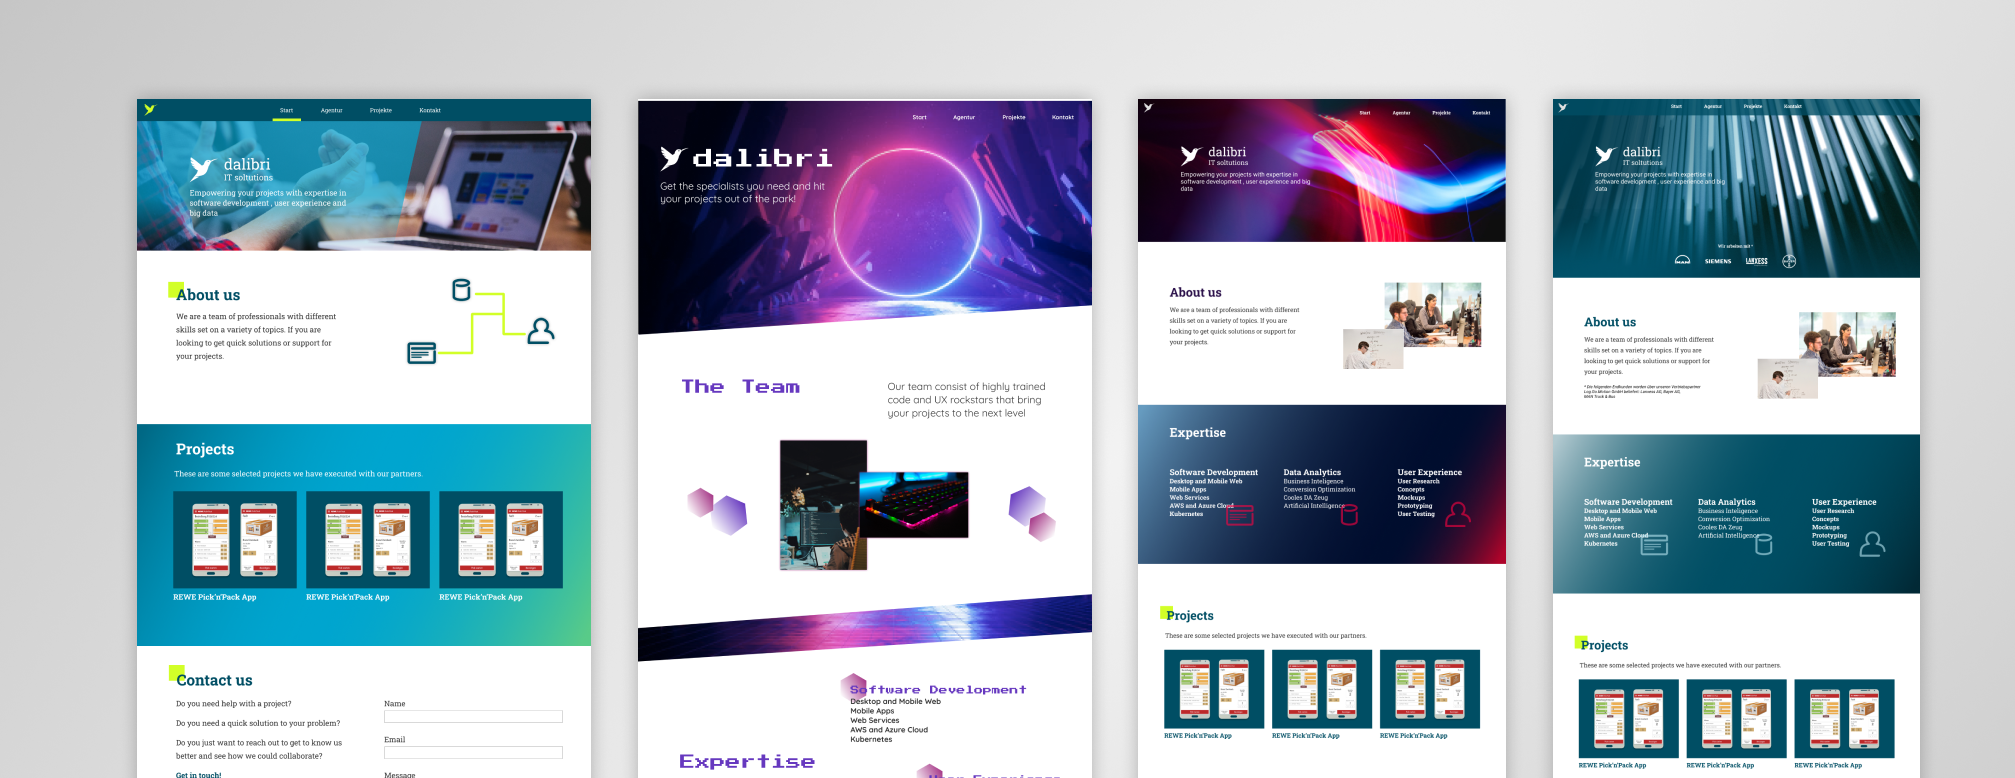 Start Agentur Projekte Kontakt
dalibri
IT soltutions
Empowering your projects with expertise in
software development , user experience and
big data
About us
We are a team of professionals with different
skills set on a variety of topics. If you are
looking to get quick solutions or support for
your projects.
Projects
These are some selected projects we have executed with our partners.
REWE Pick'n'Pack App REWE Pick'n'Pack App REWE Pick'n'Pack App
Contact us
Do you need help with a project?
Do you need a quick solution to your problem?
Do you just want to reach out to get to know us
better and see how we could collaborate?
Get in touch!
Name
Email
Message
Start Agentur Projekte Kontakt
dalibri
Get the specialists you need and hit
your projects out of the park!
The Team
Our team consist of highly trained
code and UX rockstars that bring
your projects to the next level
Software Development
Desktop and Mobile Web
Mobile Apps
Web Services
AWS and Azure Cloud
Kubernetes
Expertise
User Experience
Start Agentur Projekte Kontakt
dalibri
IT soltutions
Empowering your projects with expertise in
software development , user experience and big
data
About us
We are a team of professionals with different
skills set on a variety of topics. If you are
looking to get quick solutions or support for
your projects.
Expertise
Software Development
Desktop and Mobile Web
Mobile Apps
Web Services
AWS and Azure Cloud
Kubernetes
Data Analytics
Business Inteligence
Conversion Optimization
Cooles DA Zeug
Artificial Intelligence
User Experience
User Research
Concepts
Mockups
Prototyping
User Testing
Projects
These are some selected projects we have executed with our partners.
REWE Pick'n'Pack App REWE Pick'n'Pack App REWE Pick'n'Pack App
Start Agentur Projekte Kontakt
dalibri
IT soltutions
Empowering your projects with expertise in
software development , user experience and big
data
Wir arbeiten mit *
MAN SIEMENS LANXESS
About us
We are a team of professionals with different
skills set on a variety of topics. If you are
looking to get quick solutions or support for
your projects.
* Die folgenden Endkunden werden über unseren Vertriebspartner
Expertise
Software Development
Desktop and Mobile Web
Mobile Apps
Web Services
AWS and Azure Cloud
Kubernetes
Data Analytics
Business Inteligence
Conversion Optimization
Cooles DA Zeug
Artificial Intelligence
User Experience
User Research
Concepts
Mockups
Prototyping
User Testing
Projects
These are some selected projects we have executed with our partners.
REWE Pick'n'Pack App REWE Pick'n'Pack App REWE Pick'n'Pack App